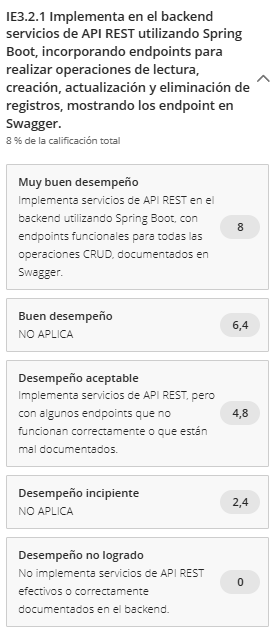 IE3.2.1 Implementa en el backend
servicios de API REST utilizando Spring
Boot, incorporando endpoints para
realizar operaciones de lectura,
creación, actualización y eliminación de
registros, mostrando los endpoint en
Swagger.
8 % de la calificación total
Muy buen desempeño
Implementa servicios de API REST en el
backend utilizando Spring Boot, con
endpoints funcionales para todas las
operaciones CRUD, documentados en
Swagger.
8
Buen desempeño
NO APLICA
6,4
Desempeño aceptable
Implementa servicios de API REST, pero
con algunos endpoints que no
funcionan correctamente o que están
mal documentados.
4,8
Desempeño incipiente
NO APLICA
2,4
Desempeño no logrado
No implementa servicios de API REST
efectivos o correctamente
documentados en el backend.
0